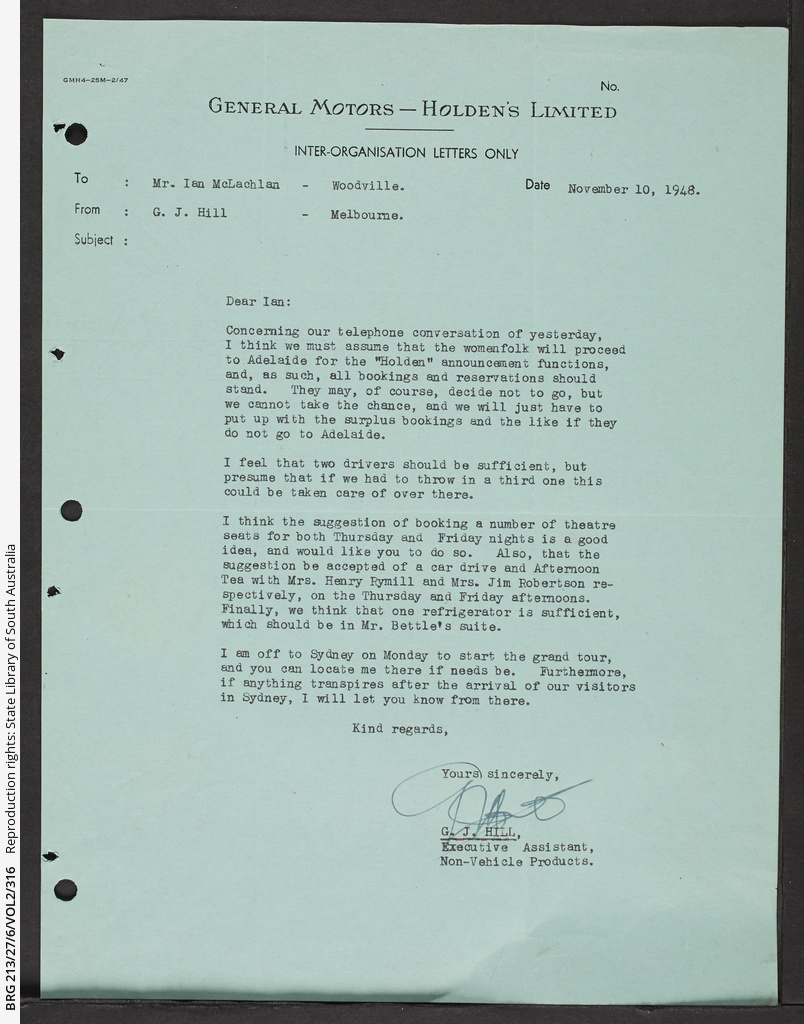 GMH4-25M-2/47
No.
GENERAL MOTORS — HOLDEN'S LIMITED
INTER-ORGANISATION LETTERS ONLY
To : Mr. Ian McLachlan - Woodville. Date November 10, 1948.
From : G. J. Hill - Melbourne.
Subject :
Dear Ian:
Concerning our telephone conversation of yesterday,
I think we must assume that the womenfolk will proceed
to Adelaide for the "Holden" announcement functions,
and, as such, all bookings and reservations should
stand. They may, of course, decide not to go, but
we cannot take the chance, and we will just have to
put up with the surplus bookings and the like if they
do not go to Adelaide.
I feel that two drivers should be sufficient, but
presume that if we had to throw in a third one this
could be taken care of over there.
I think the suggestion of booking a number of theatre
seats for both Thursday and Friday nights is a good
idea, and would like you to do so. Also, that the
suggestion be accepted of a car drive and Afternoon
Tea with Mrs. Henry Rymill and Mrs. Jim Robertson re-
spectively, on the Thursday and Friday afternoons.
Finally, we think that one refrigerator is sufficient,
which should be in Mr. Bettle's suite.
I am off to Sydney on Monday to start the grand tour,
and you can locate me there if needs be. Furthermore,
if anything transpires after the arrival of our visitors
in Sydney, I will let you know from there.
Kind regards,
Yours sincerely,
G. J. HILL,
Executive Assistant,
Non-Vehicle Products.
BRG 213/27/6/VOL2/316 Reproduction rights: State Library of South Australia